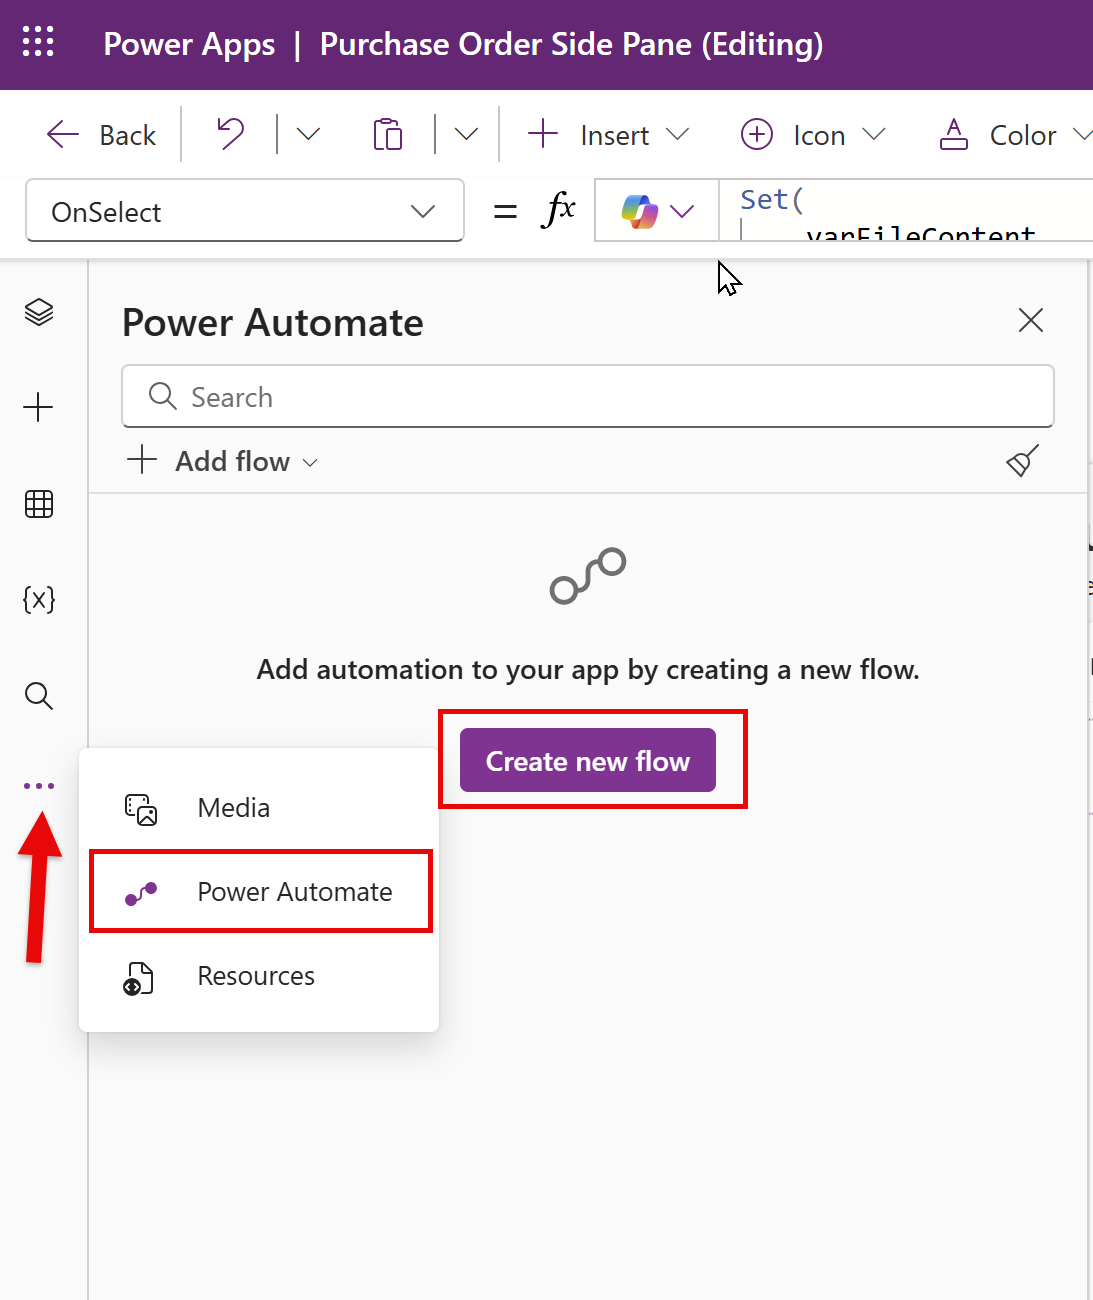 Power Apps | Purchase Order Side Pane (Editing)
Back Insert Icon Color
OnSelect = fx Set(
varFileContent
Power Automate
Search
Add flow
Add automation to your app by creating a new flow.
Create new flow
Media
Power Automate
Resources